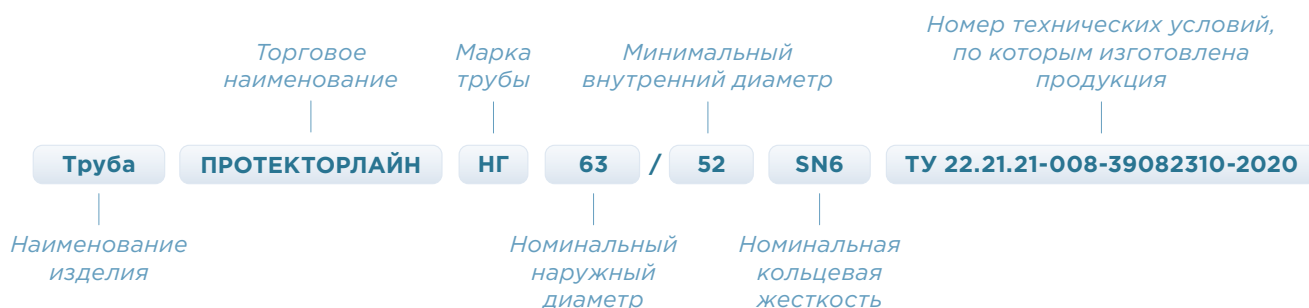 Торговое
наименование
Марка
трубы
Минимальный
внутренний диаметр
Номер технических условий,
по которым изготовлена
продукция
Труба ПРОТЕКТОРЛАЙН НГ 63 / 52 SN6 ТУ 22.21.21-008-39082310-2020
Наименование
изделия
Номинальный
наружный
диаметр
Номинальная
кольцевая
жесткость